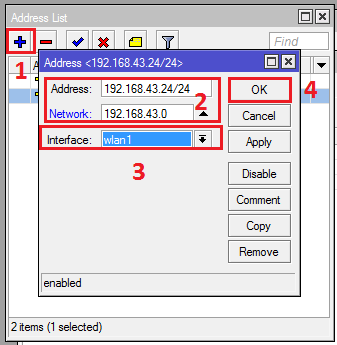 Address List
Find
1
A
Address <192.168.43.24/24>
Address: 192.168.43.24/24
2
Network: 192.168.43.0
Interface: wlan1
3
OK
4
Cancel
Apply
Disable
Comment
Copy
Remove
enabled
2 items (1 selected)